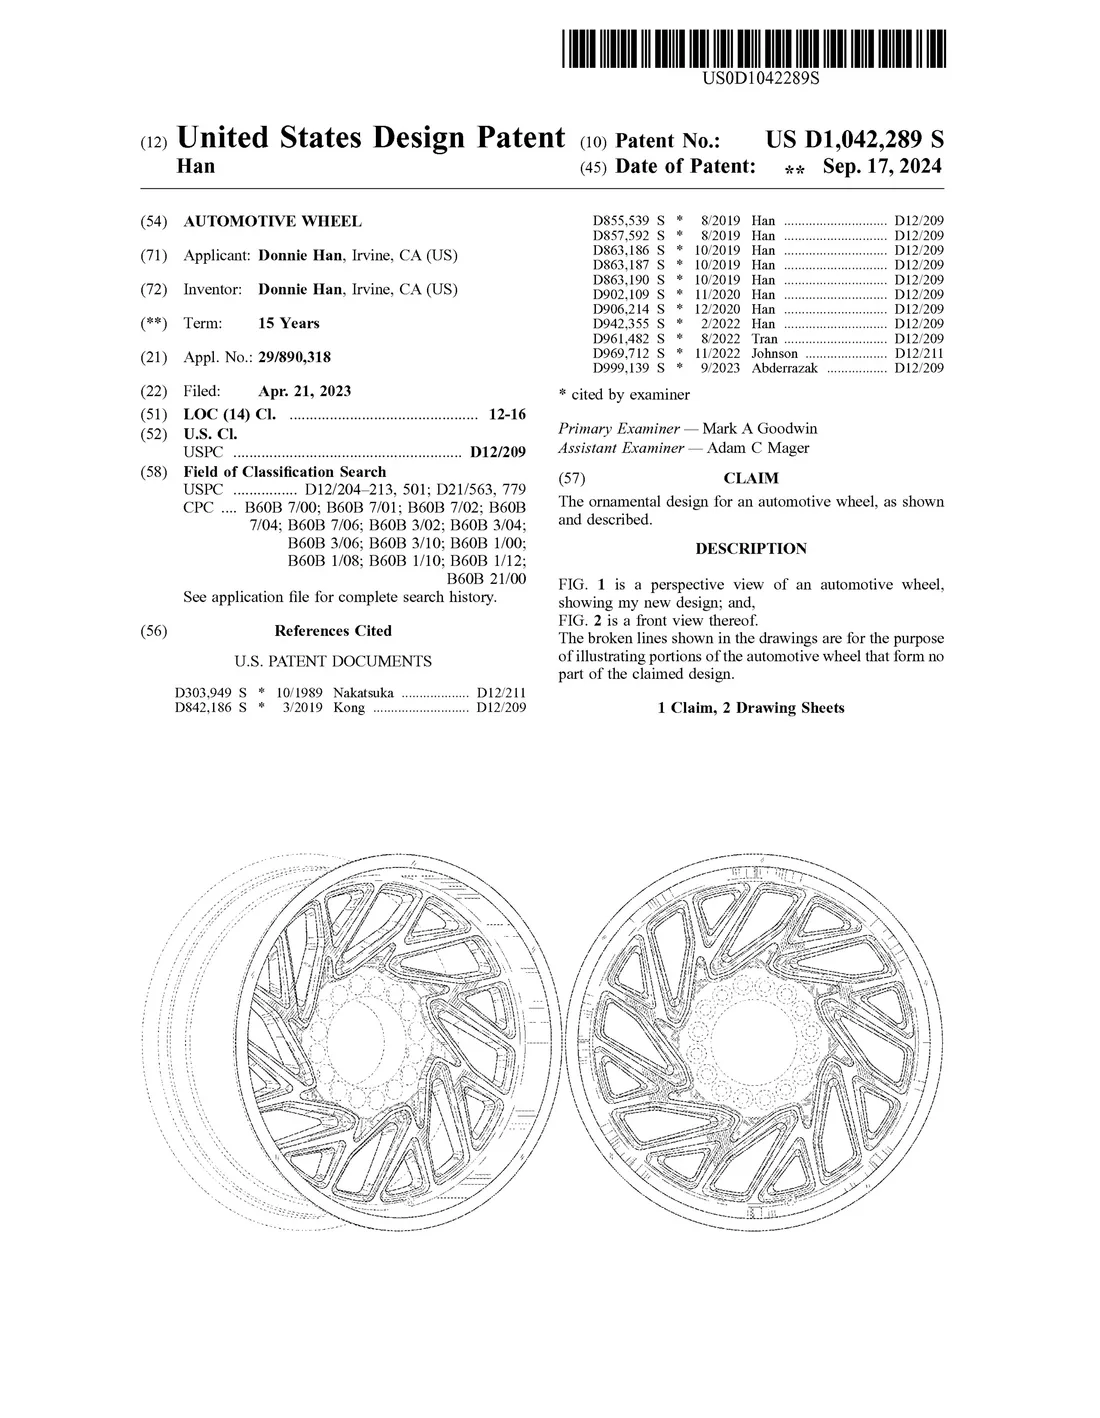 US0D1042289S
(12) United States Design Patent
Han
(10) Patent No.: US D1,042,289 S
(45) Date of Patent: ** Sep. 17, 2024
(54) AUTOMOTIVE WHEEL
(71) Applicant: Donnie Han, Irvine, CA (US)
(72) Inventor: Donnie Han, Irvine, CA (US)
(**) Term: 15 Years
(21) Appl. No.: 29/890,318
(22) Filed: Apr. 21, 2023
(51) LOC (14) Cl. ................................................ 12-16
(52) U.S. Cl.
USPC .......................................................... D12/209
(58) Field of Classification Search
USPC ................ D12/204–213, 501; D21/563, 779
CPC .... B60B 7/00; B60B 7/01; B60B 7/02; B60B
7/04; B60B 7/06; B60B 3/02; B60B 3/04;
B60B 3/06; B60B 3/10; B60B 1/00;
B60B 1/08; B60B 1/10; B60B 1/12;
B60B 21/00
See application file for complete search history.
(56) References Cited
U.S. PATENT DOCUMENTS
D303,949 S * 10/1989 Nakatsuka ................... D12/211
D842,186 S * 3/2019 Kong ........................... D12/209
D855,539 S * 8/2019 Han ............................. D12/209
D857,592 S * 8/2019 Han ............................. D12/209
D863,186 S * 10/2019 Han ............................. D12/209
D863,187 S * 10/2019 Han ............................. D12/209
D863,190 S * 10/2019 Han ............................. D12/209
D902,109 S * 11/2020 Han ............................. D12/209
D906,214 S * 12/2020 Han ............................. D12/209
D942,355 S * 2/2022 Han ............................. D12/209
D961,482 S * 8/2022 Tran ............................. D12/209
D969,712 S * 11/2022 Johnson ....................... D12/211
D999,139 S * 9/2023 Abderrazak ................. D12/209
* cited by examiner
Primary Examiner — Mark A Goodwin
Assistant Examiner — Adam C Mager
(57) CLAIM
The ornamental design for an automotive wheel, as shown
and described.
DESCRIPTION
FIG. 1 is a perspective view of an automotive wheel,
showing my new design; and,
FIG. 2 is a front view thereof.
The broken lines shown in the drawings are for the purpose
of illustrating portions of the automotive wheel that form no
part of the claimed design.
1 Claim, 2 Drawing Sheets